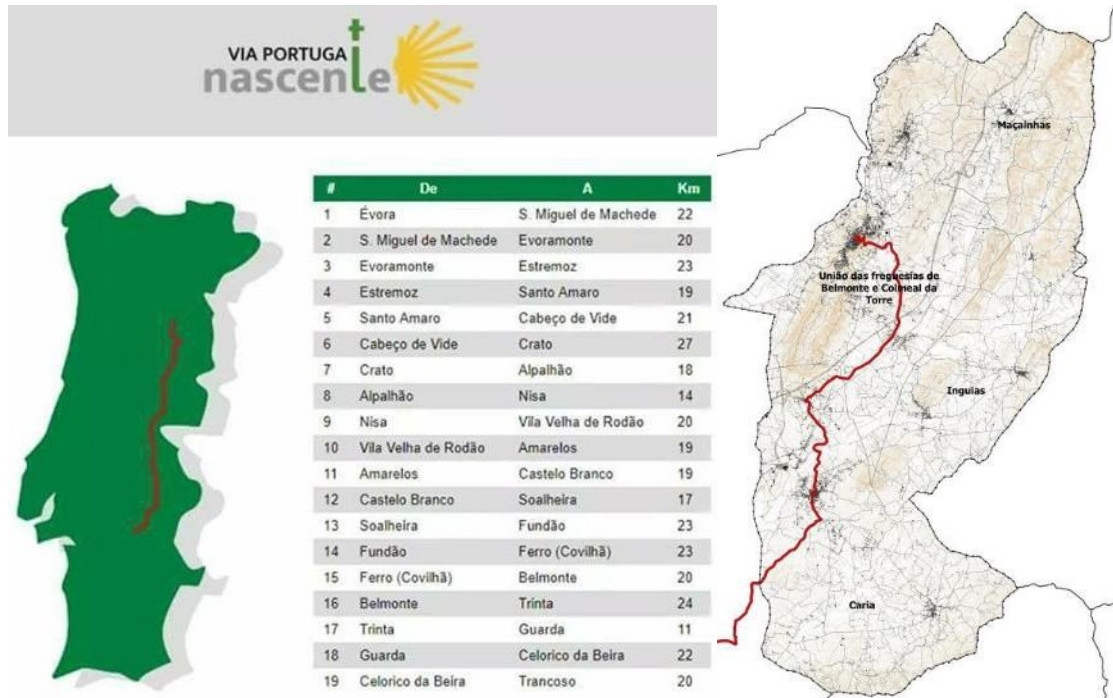 VIA PORTUGA
nascente
# De A Km
1 Évora S. Miguel de Machede 22
2 S. Miguel de Machede Evoramonte 20
3 Evoramonte Estremoz 23
4 Estremoz Santo Amaro 19
5 Santo Amaro Cabeço de Vide 21
6 Cabeço de Vide Crato 27
7 Crato Alpalhão 18
8 Alpalhão Nisa 14
9 Nisa Vila Velha de Rodão 20
10 Vila Velha de Rodão Amarelos 19
11 Amarelos Castelo Branco 19
12 Castelo Branco Soalheira 17
13 Soalheira Fundão 23
14 Fundão Ferro (Covilhã) 23
15 Ferro (Covilhã) Belmonte 20
16 Belmonte Trinta 24
17 Trinta Guarda 11
18 Guarda Celorico da Beira 22
19 Celorico da Beira Trancoso 20
Maçainhas
União das freguesias de
Belmonte e Colmeal da
Torre
Inguias
Caria